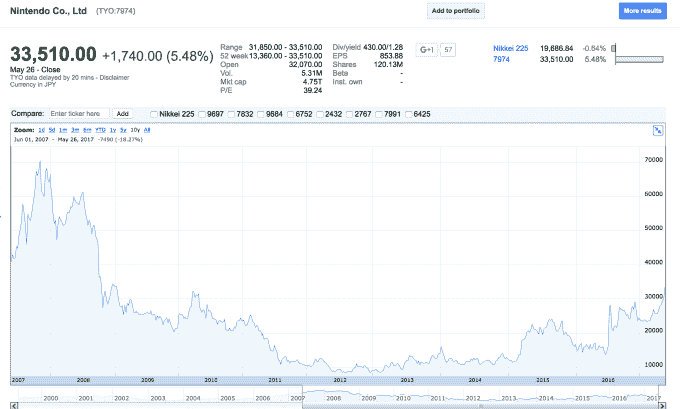 Nintendo Co., Ltd (TYO:7974)
Add to portfolio
More results
33,510.00 +1,740.00 (5.48%)
May 26 - Close
TYO data delayed by 20 mins - Disclaimer
Currency in JPY
Range 31,850.00 - 33,510.00
52 week 13,360.00 - 33,510.00
Open 32,070.00
Vol. 5.31M
Mkt cap 4.75T
P/E 39.24
Div/yield 430.00/1.28
EPS 853.88
Shares 120.13M
Beta -
Inst. own -
G+1 57
Nikkei 225 19,686.84 -0.64%
7974 33,510.00 5.48%
Compare: Enter ticker here Add Nikkei 225 9697 7832 9684 6752 2432 2767 7991 6425
Zoom: 1d 5d 1m 3m 6m YTD 1y 5y 10y All
Jun 01, 2007 - May 26, 2017 -7490 (-18.27%)
70000
60000
50000
40000
30000
20000
10000
2007 2008 2009 2010 2011 2012 2013 2014 2015 2016
2000 2001 2002 2003 2004 2005 2006 2007 2008 2009 2010 2011 2012 2013 2014 2015 2016 2017